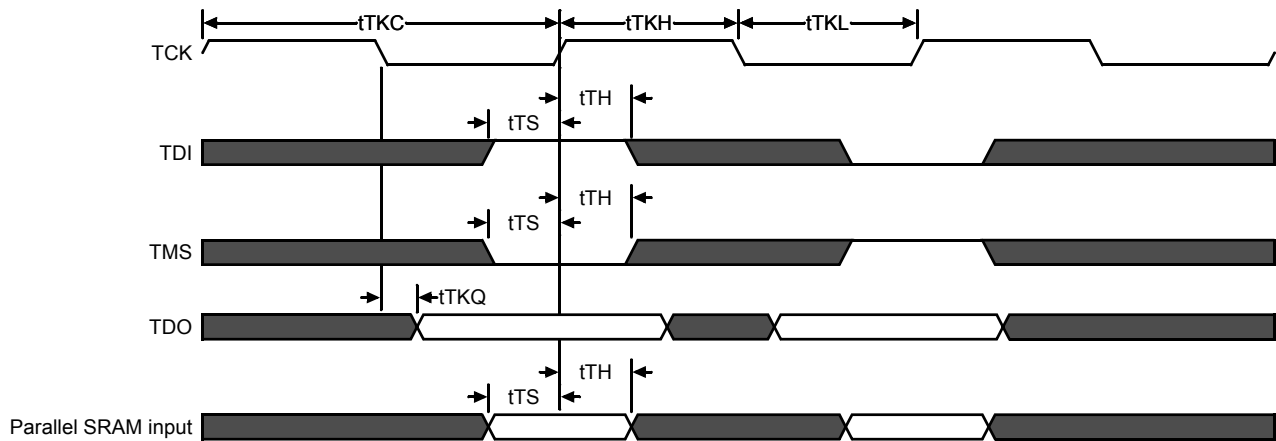 tTKC tTKH tTKL
TCK
tTH
tTS
TDI
tTH
tTS
TMS
tTKQ
TDO
tTH
tTS
Parallel SRAM input